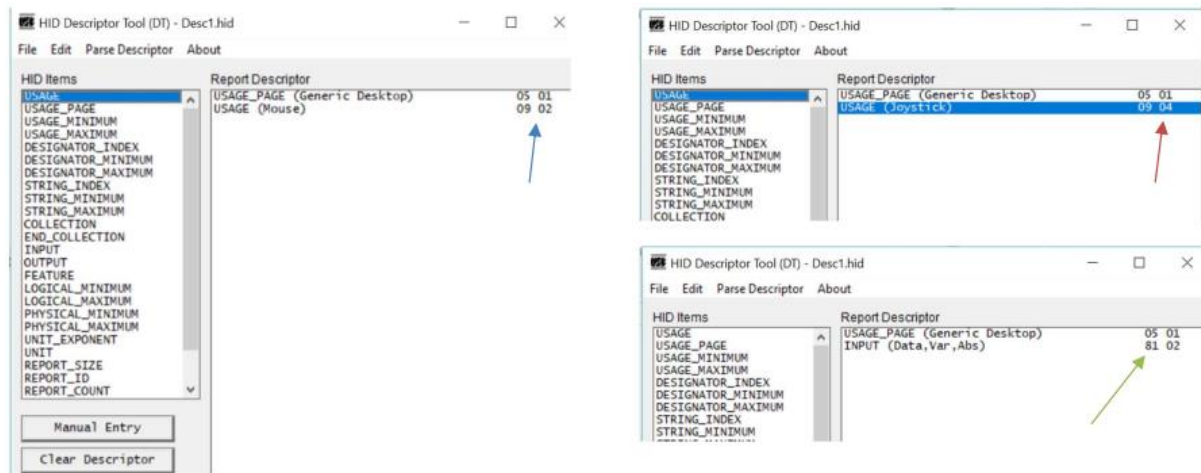 HID Descriptor Tool (DT) - Desc1.hid
File Edit Parse Descriptor About
HID Items
USAGE
USAGE_PAGE
USAGE_MINIMUM
USAGE_MAXIMUM
DESIGNATOR_INDEX
DESIGNATOR_MINIMUM
DESIGNATOR_MAXIMUM
STRING_INDEX
STRING_MINIMUM
STRING_MAXIMUM
COLLECTION
END_COLLECTION
INPUT
OUTPUT
FEATURE
LOGICAL_MINIMUM
LOGICAL_MAXIMUM
PHYSICAL_MINIMUM
PHYSICAL_MAXIMUM
UNIT_EXPONENT
UNIT
REPORT_SIZE
REPORT_ID
REPORT_COUNT
Manual Entry
Clear Descriptor
Report Descriptor
USAGE_PAGE (Generic Desktop) 05 01
USAGE (Mouse) 09 02
HID Descriptor Tool (DT) - Desc1.hid
File Edit Parse Descriptor About
HID Items
USAGE
USAGE_PAGE
USAGE_MINIMUM
USAGE_MAXIMUM
DESIGNATOR_INDEX
DESIGNATOR_MINIMUM
DESIGNATOR_MAXIMUM
STRING_INDEX
STRING_MINIMUM
STRING_MAXIMUM
COLLECTION
Report Descriptor
USAGE_PAGE (Generic Desktop) 05 01
USAGE (Joystick) 09 04
HID Descriptor Tool (DT) - Desc1.hid
File Edit Parse Descriptor About
HID Items
USAGE
USAGE_PAGE
USAGE_MINIMUM
USAGE_MAXIMUM
DESIGNATOR_INDEX
DESIGNATOR_MINIMUM
DESIGNATOR_MAXIMUM
STRING_INDEX
STRING_MINIMUM
Report Descriptor
USAGE_PAGE (Generic Desktop) 05 01
INPUT (Data,Var,Abs) 81 02